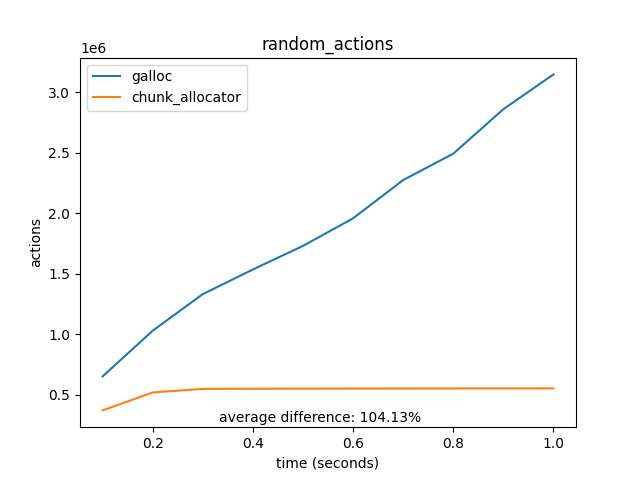 random_actions
1e6
galloc
chunk_allocator
3.0
2.5
2.0
1.5
1.0
0.5
actions
average difference: 104.13%
0.2 0.4 0.6 0.8 1.0
time (seconds)